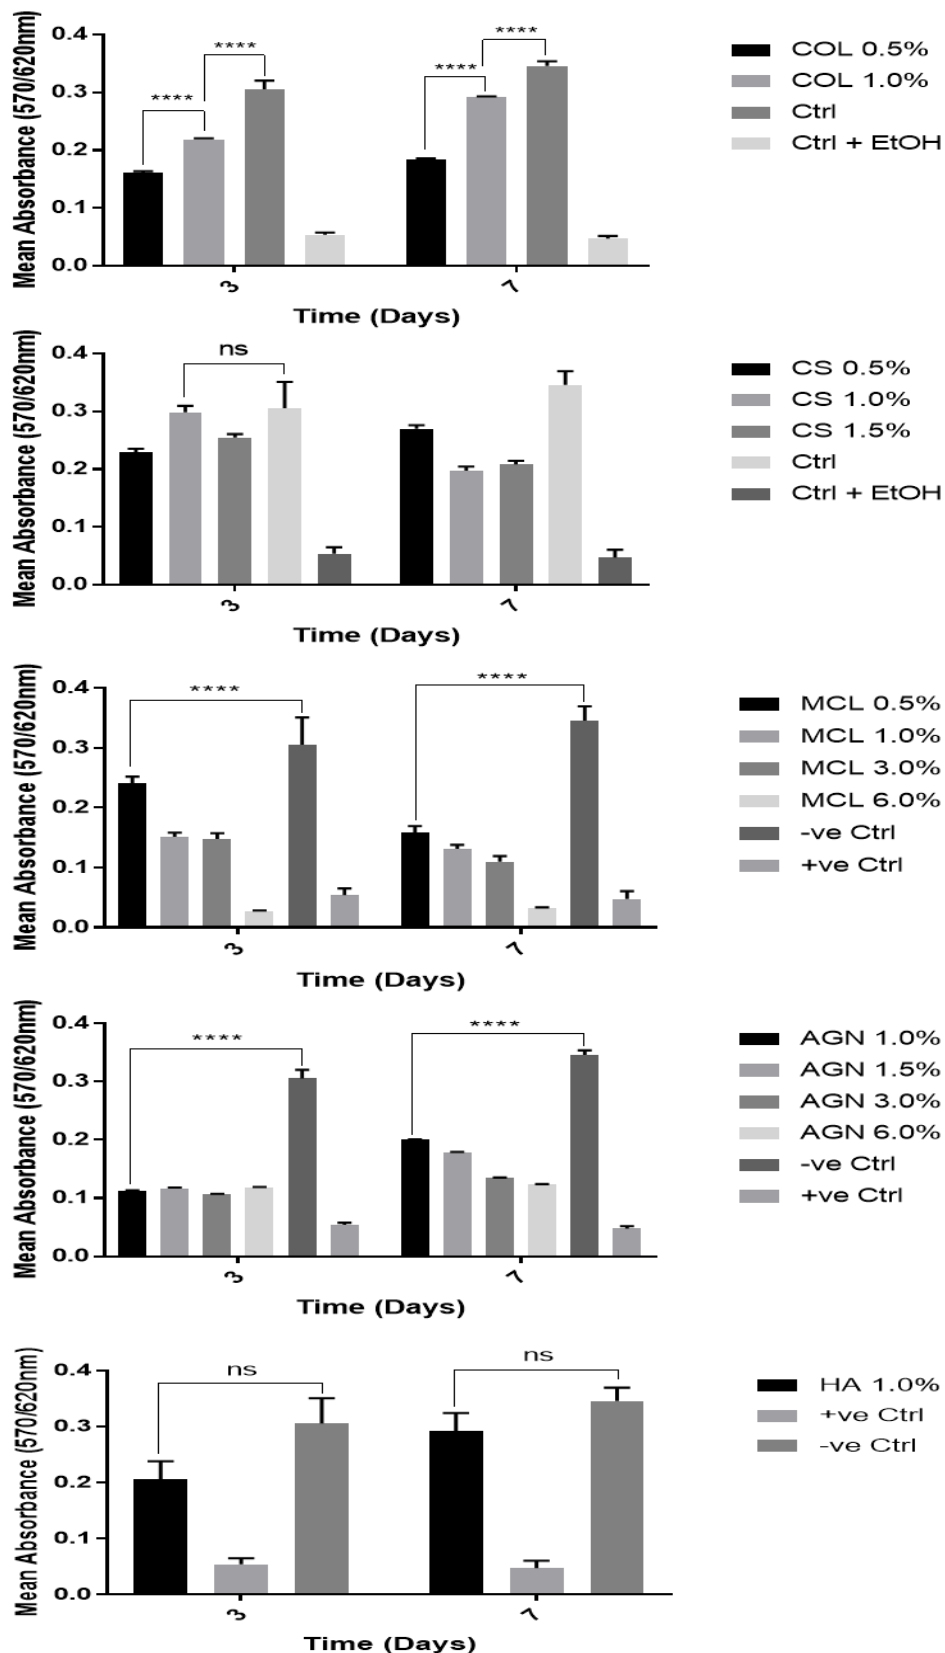 Mean Absorbance (570/620nm)
0.4
0.3
0.2
0.1
0.0
****
****
****
****
3
7
Time (Days)
COL 0.5%
COL 1.0%
Ctrl
Ctrl + EtOH
Mean Absorbance (570/620nm)
0.4
0.3
0.2
0.1
0.0
ns
3
7
Time (Days)
CS 0.5%
CS 1.0%
CS 1.5%
Ctrl
Ctrl + EtOH
Mean Absorbance (570/620nm)
0.4
0.3
0.2
0.1
0.0
****
****
3
7
Time (Days)
MCL 0.5%
MCL 1.0%
MCL 3.0%
MCL 6.0%
-ve Ctrl
+ve Ctrl
Mean Absorbance (570/620nm)
0.4
0.3
0.2
0.1
0.0
****
****
3
7
Time (Days)
AGN 1.0%
AGN 1.5%
AGN 3.0%
AGN 6.0%
-ve Ctrl
+ve Ctrl
Mean Absorbance (570/620nm)
0.4
0.3
0.2
0.1
0.0
ns
ns
3
7
Time (Days)
HA 1.0%
+ve Ctrl
-ve Ctrl